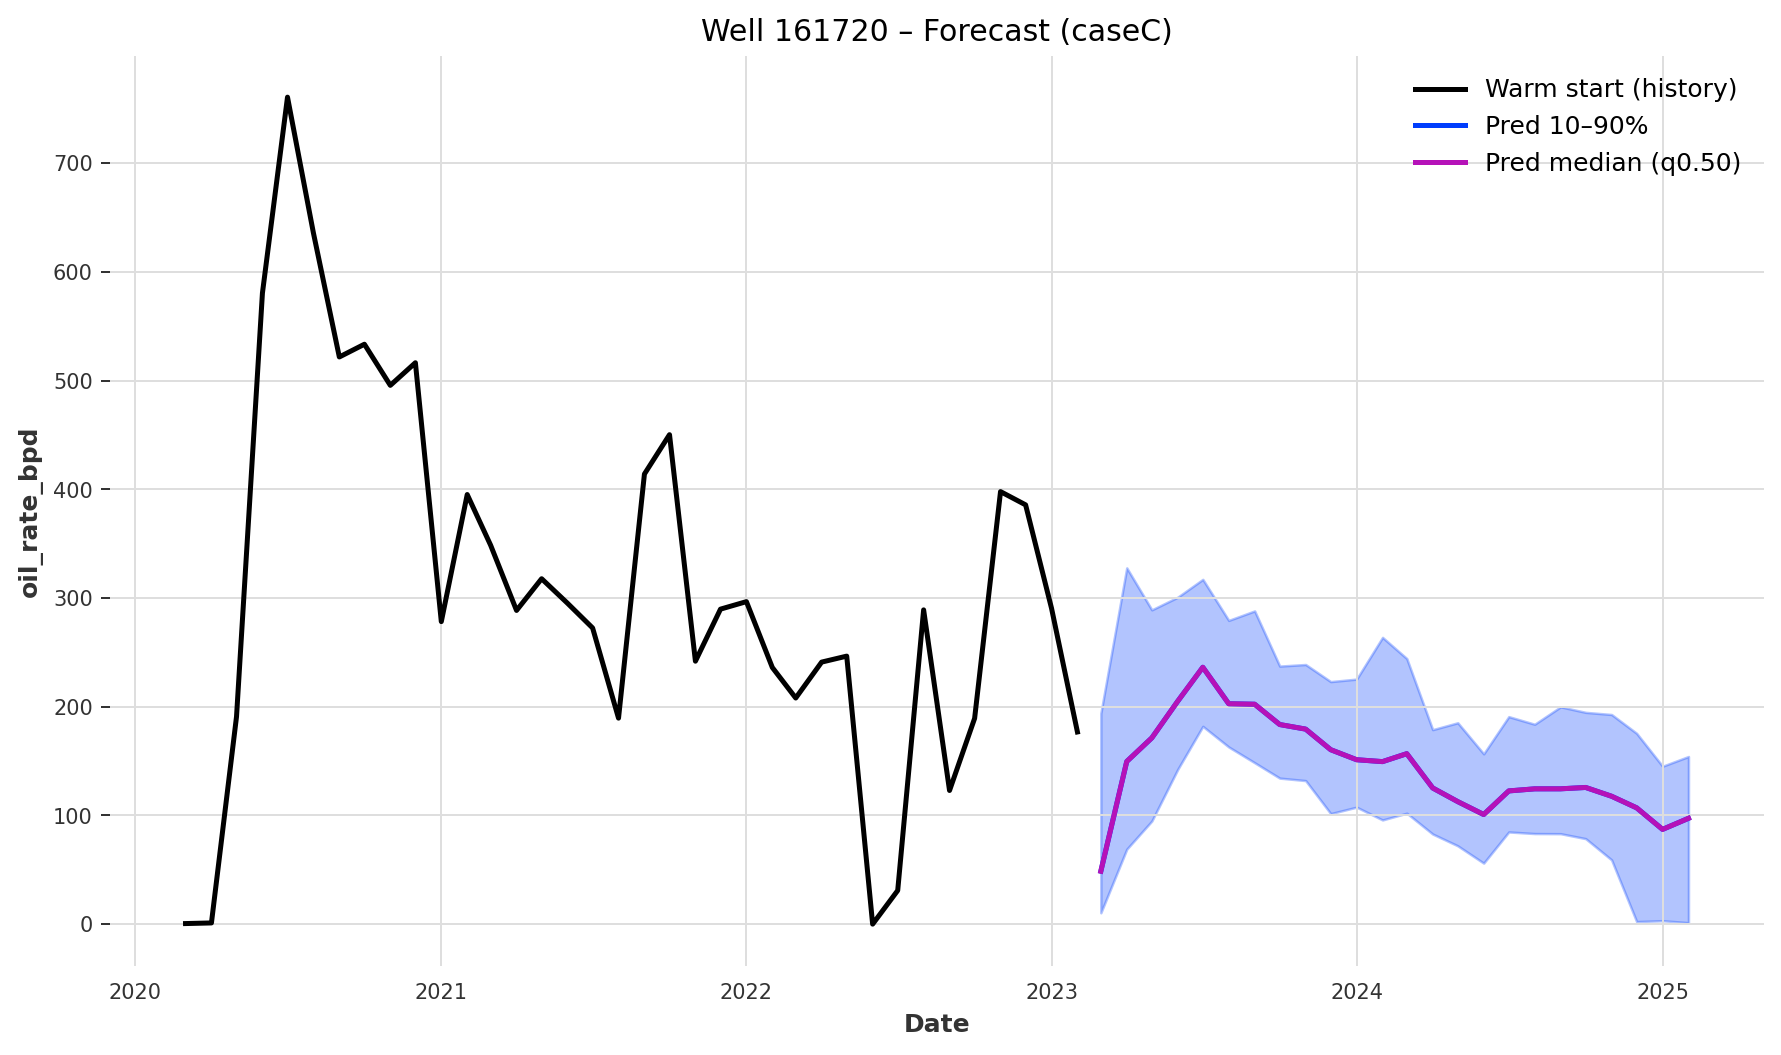 Well 161720 – Forecast (caseC)
Warm start (history)
Pred 10–90%
Pred median (q0.50)
oil_rate_bpd
700
600
500
400
300
200
100
0
2020
2021
2022
2023
2024
2025
Date